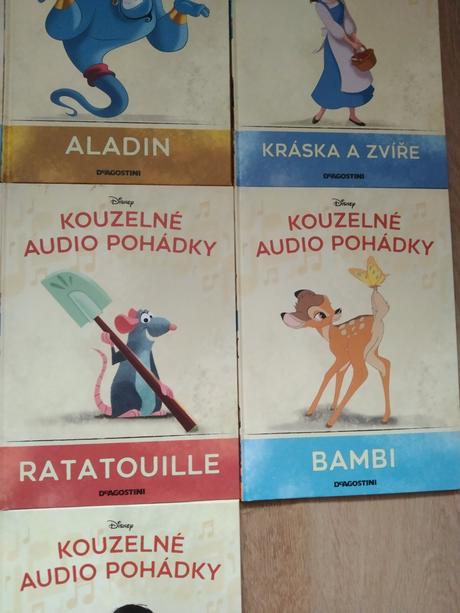 ALADIN
DeAGOSTINI
KRÁSKA A ZVÍŘE
DeAGOSTINI
Disney
KOUZELNÉ
AUDIO POHÁDKY
RATATOUILLE
DeAGOSTINI
Disney
KOUZELNÉ
AUDIO POHÁDKY
BAMBI
DeAGOSTINI
Disney
KOUZELNÉ
AUDIO POHÁDKY